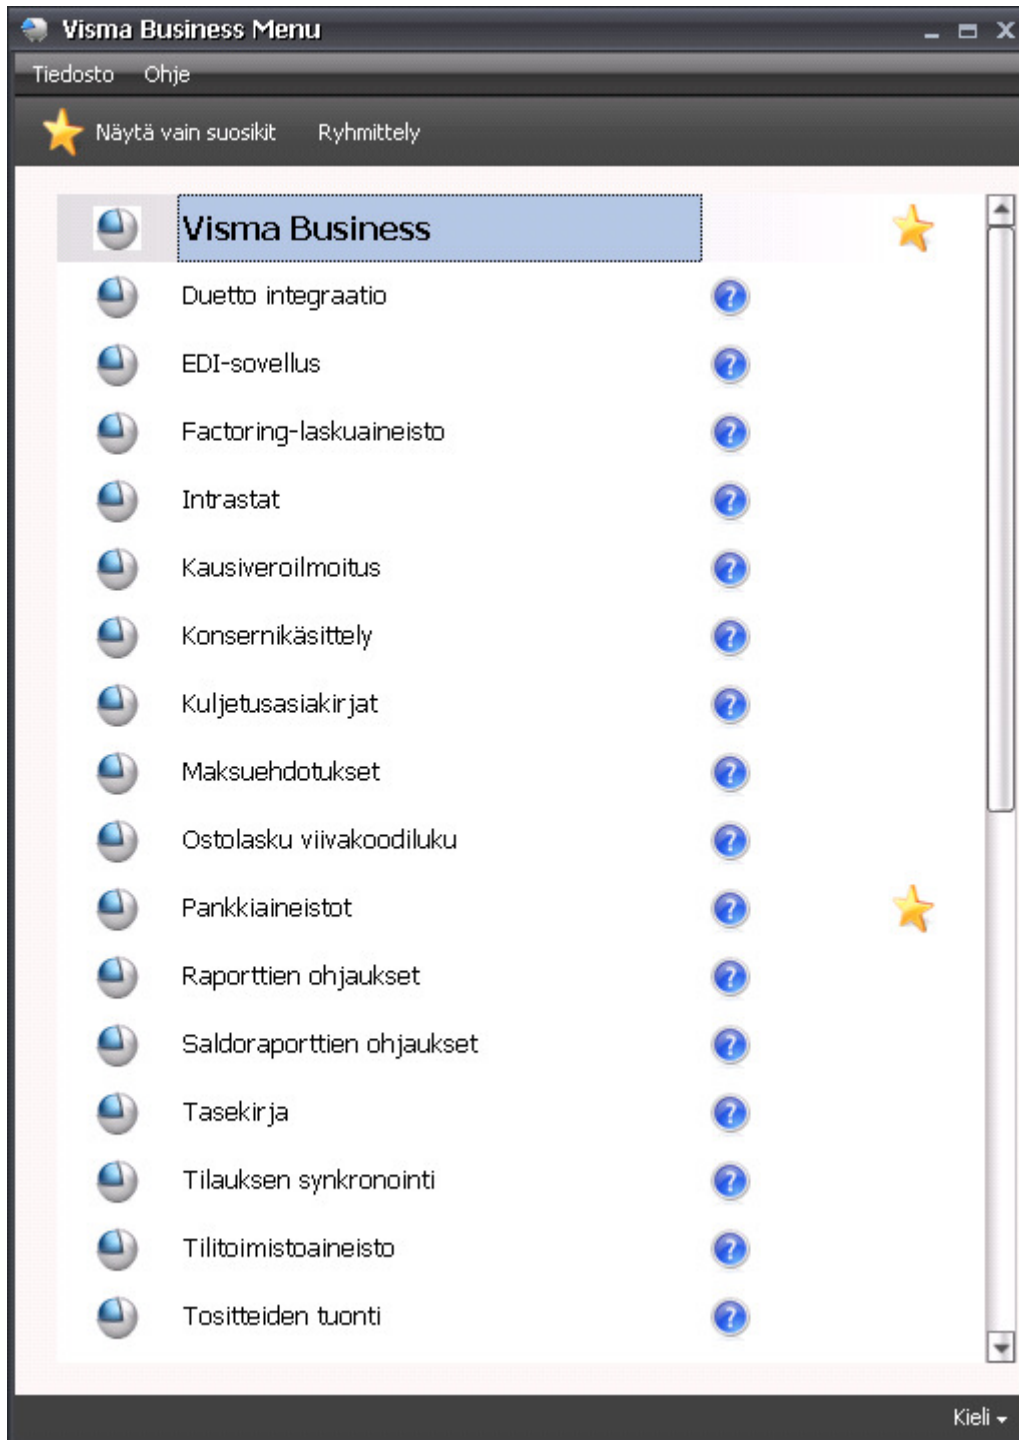 Visma Business Menu
Tiedosto Ohje
Näytä vain suosikit Ryhmittely
Visma Business
Duetto integraatio
EDI-sovellus
Factoring-laskuaineisto
Intrastat
Kausiveroilmoitus
Konsernikäsittely
Kuljetusasiakirjat
Maksuehdotukset
Ostolasku viivakoodiluku
Pankkiaineistot
Raporttien ohjaukset
Saldoraporttien ohjaukset
Tasekirja
Tilauksen synkronointi
Tilitoimistoaineisto
Tositteiden tuonti
Kieli